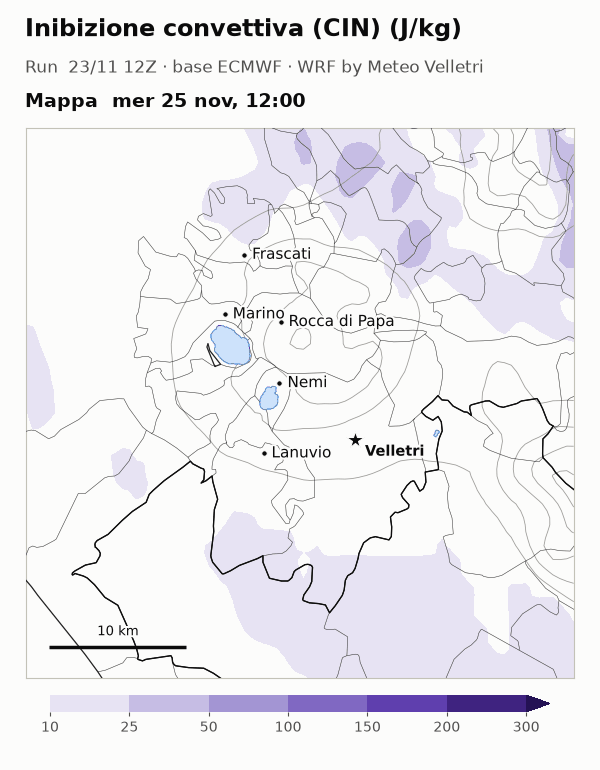 Inibizione convettiva (CIN) (J/kg)
Run  23/11 12Z · base ECMWF · WRF by Meteo Velletri
Mappa  mer 25 nov, 12:00
Frascati
Marino
Rocca di Papa
Nemi
Velletri
Lanuvio
10 km
10 25 50 100 150 200 300